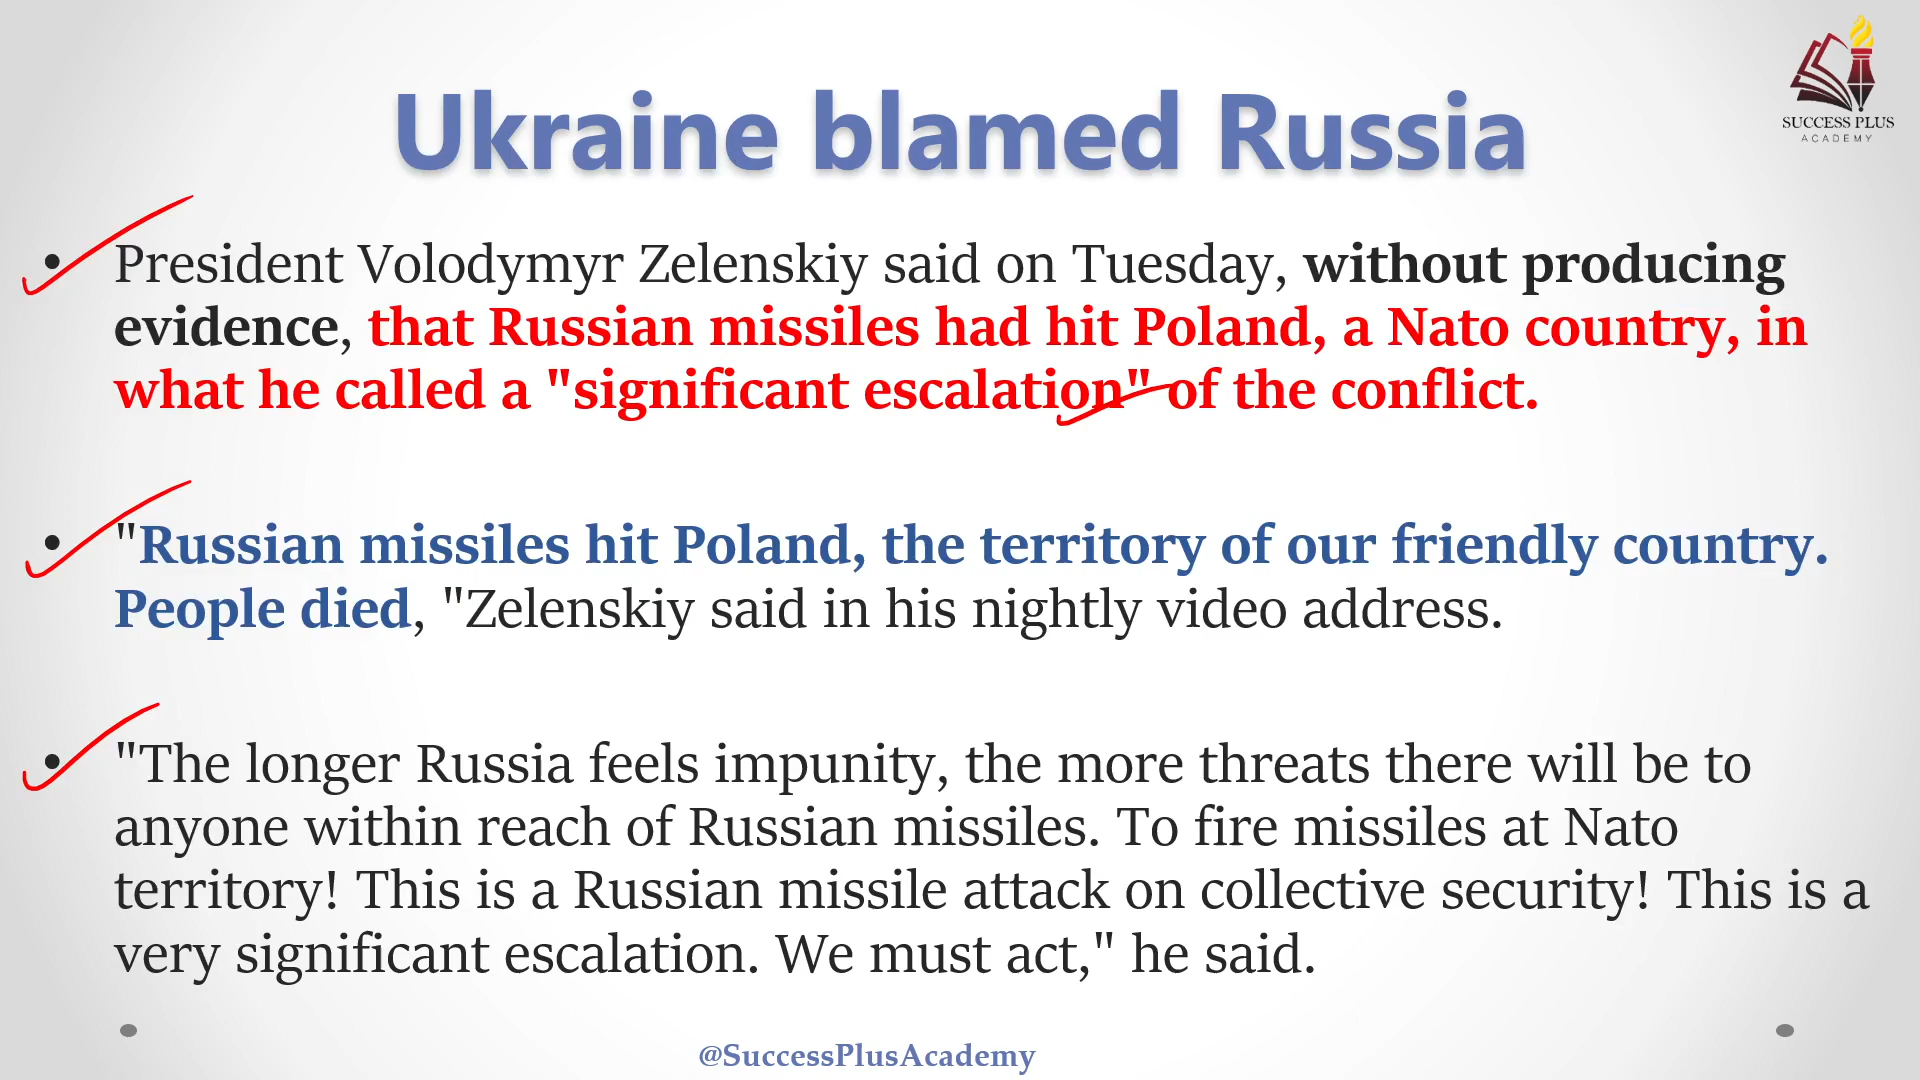 SUCCESS PLUS
ACADEMY
Ukraine blamed Russia
• President Volodymyr Zelenskiy said on Tuesday, without producing
evidence, that Russian missiles had hit Poland, a Nato country, in
what he called a "significant escalation" of the conflict.
• "Russian missiles hit Poland, the territory of our friendly country.
People died, "Zelenskiy said in his nightly video address.
• "The longer Russia feels impunity, the more threats there will be to
anyone within reach of Russian missiles. To fire missiles at Nato
territory! This is a Russian missile attack on collective security! This is a
very significant escalation. We must act," he said.
@SuccessPlusAcademy